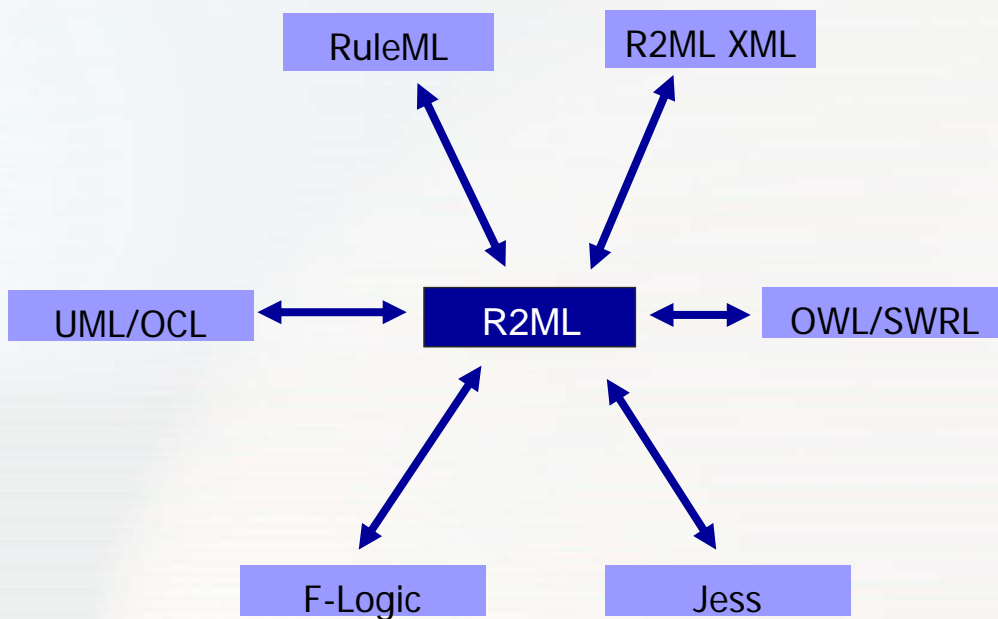 RuleML
R2ML XML
UML/OCL
R2ML
OWL/SWRL
F-Logic
Jess